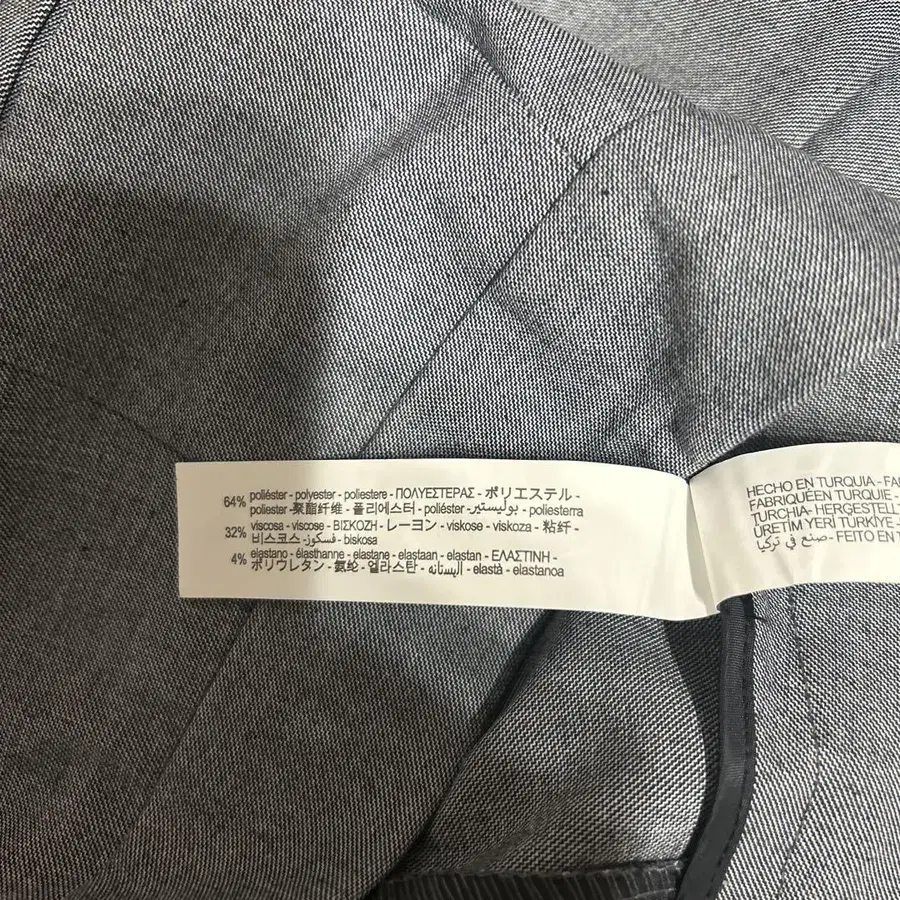 64% poliéster - polyester - poliestere - ΠΟΛΥΕΣΤΕΡΑΣ - ポリエステル -
poliester -聚酯纤维 - 폴리에스터 - poliéster - بوليستير - poliesterra
32% viscosa - viscose - ΒΙΣΚΟΖΗ - レーヨン - viskose - viskoza - 粘纤 -
비스코스 - فسكوز - biskosa
4% elastano - élasthanne - elastane - elastaan - elastan - ΕΛΑΣΤΙΝΗ -
ポリウレタン - 氨纶 - 엘라스탄 - اليستانه - elastà - elastanoa
HECHO EN TURQUIA - FA
FABRIQUÉEN TURQUIE -
TURCHIA- HERGESTELL
ÜRETİM YERİ TÜRKİYE -
صنع في تركيا - FEITO EN T